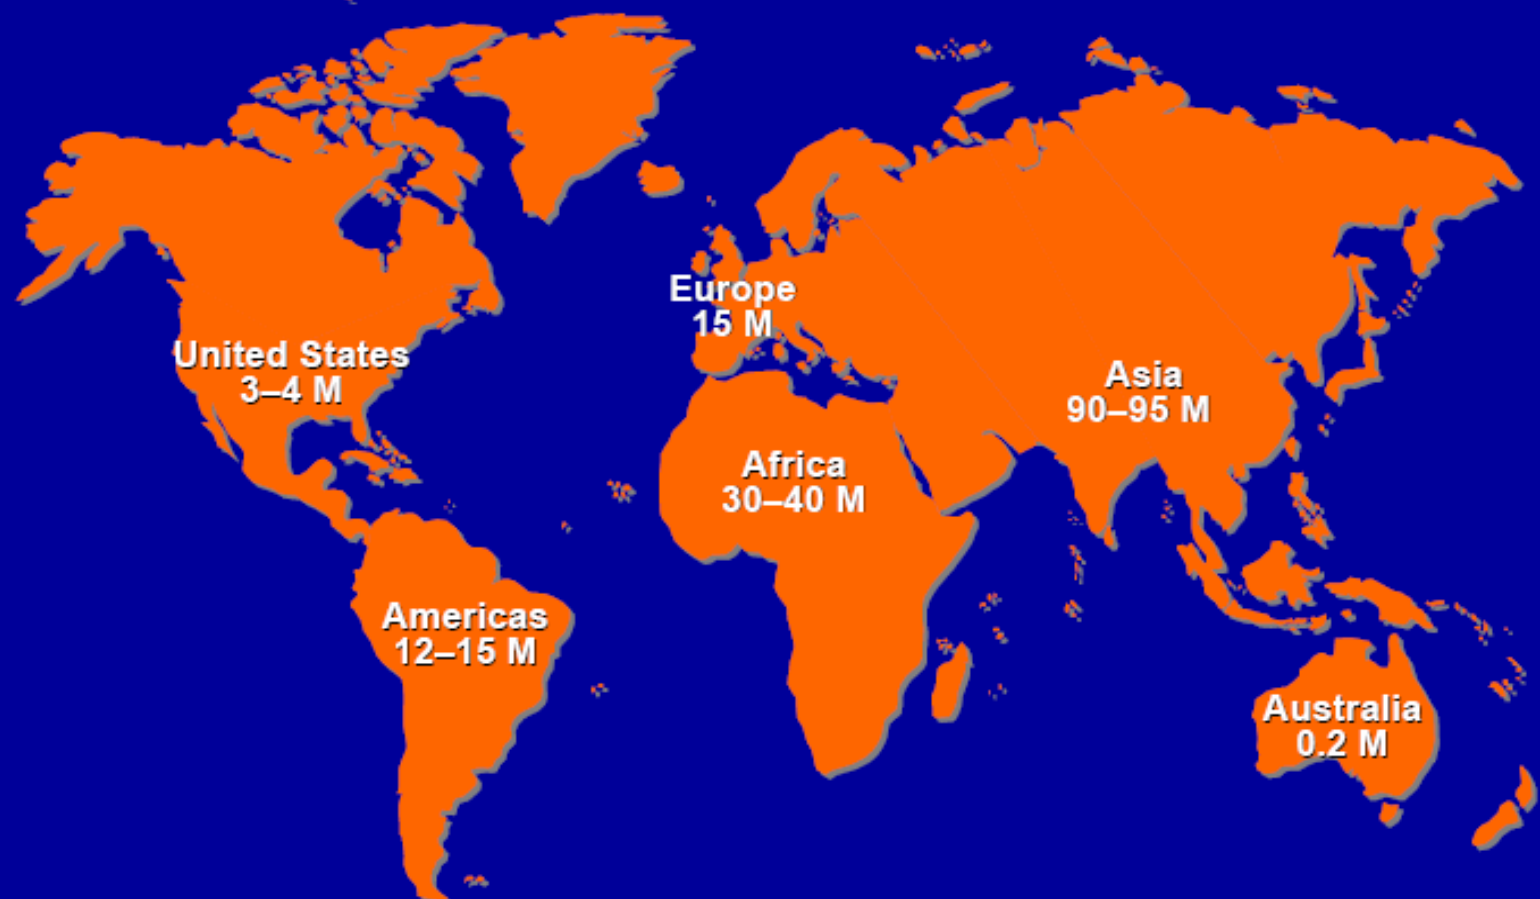 Europe
15 M
United States
3–4 M
Asia
90–95 M
Africa
30–40 M
Americas
12–15 M
Australia
0.2 M